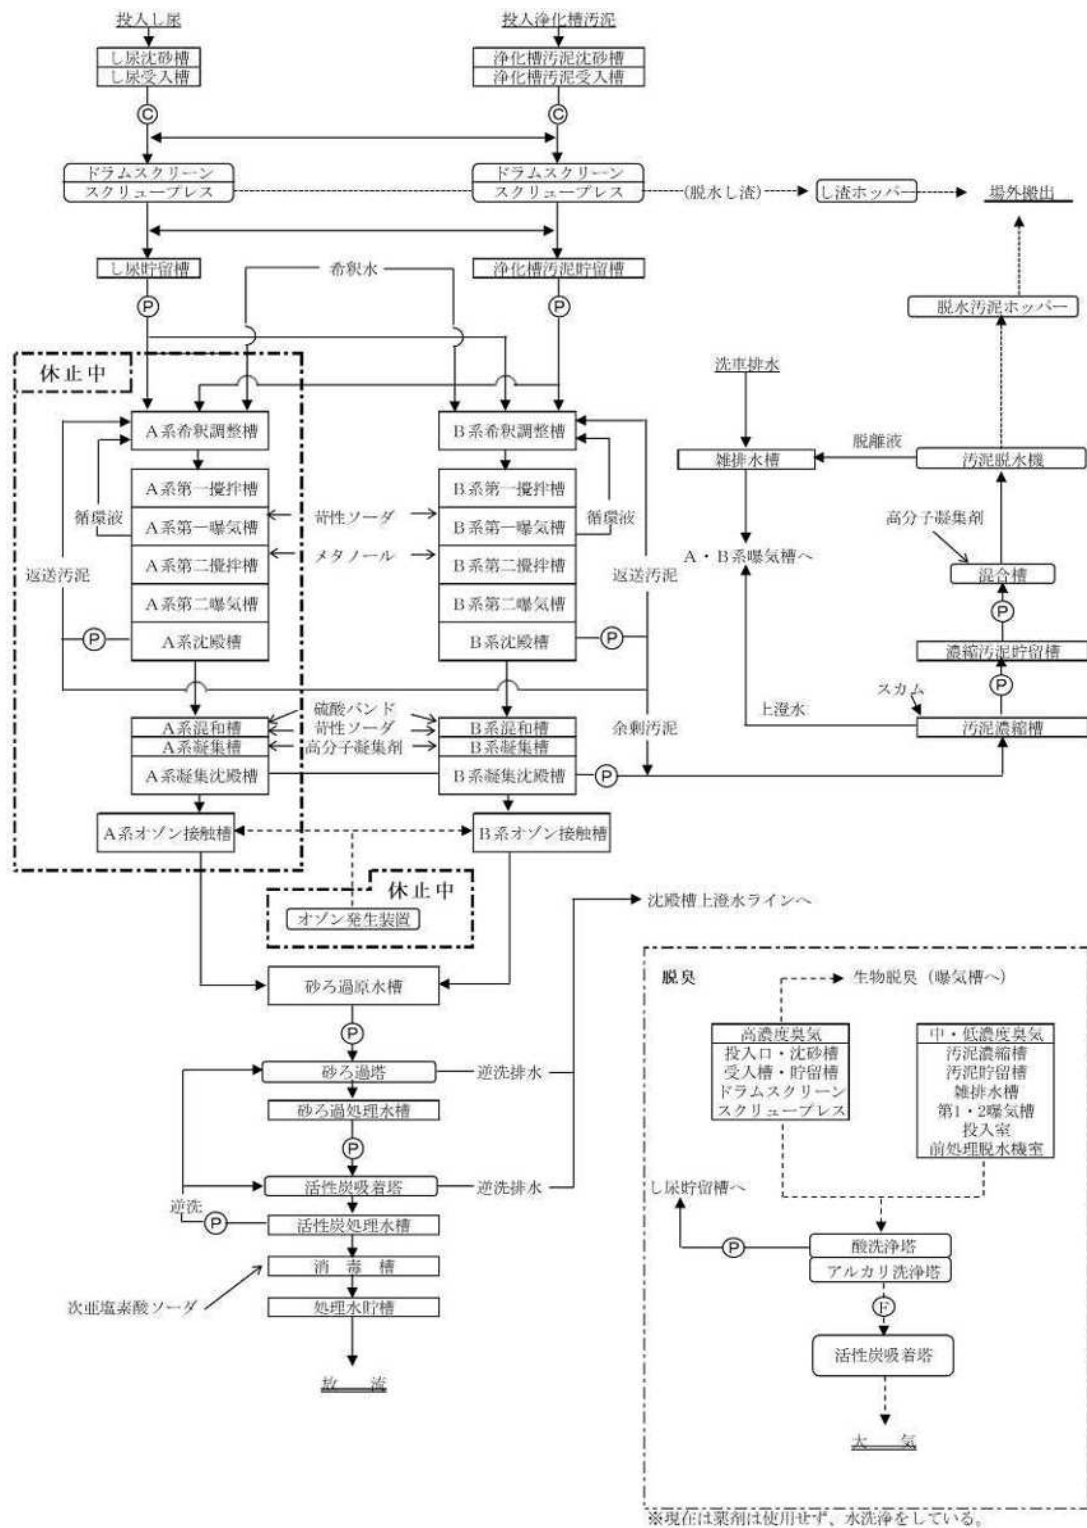 投入し尿
投入浄化槽汚泥
し尿沈砂槽
し尿受入槽
浄化槽汚泥沈砂槽
浄化槽汚泥受入槽
C
C
ドラムスクリーン
スクリュープレス
ドラムスクリーン
スクリュープレス
(脱水し渣)
し渣ホッパー
場外搬出
し尿貯留槽
希釈水
浄化槽汚泥貯留槽
P
P
脱水汚泥ホッパー
休止中
洗車排水
A系希釈調整槽
B系希釈調整槽
脱離液
雑排水槽
汚泥脱水機
A系第一攪拌槽
B系第一攪拌槽
循環液
A系第一曝気槽
苛性ソーダ
B系第一曝気槽
循環液
高分子凝集剤
メタノール
A・B系曝気槽へ
返送汚泥
A系第二攪拌槽
B系第二攪拌槽
返送汚泥
混合槽
A系第二曝気槽
B系第二曝気槽
P
P
A系沈殿槽
B系沈殿槽
P
濃縮汚泥貯留槽
P
スカム
硫酸バンド
上澄水
A系混和槽
苛性ソーダ
B系混和槽
余剰汚泥
汚泥濃縮槽
A系凝集槽
高分子凝集剤
B系凝集槽
A系凝集沈殿槽
B系凝集沈殿槽
P
A系オゾン接触槽
B系オゾン接触槽
休止中
オゾン発生装置
沈殿槽上澄水ラインへ
砂ろ過原水槽
P
砂ろ過塔
逆洗排水
砂ろ過処理水槽
P
活性炭吸着塔
逆洗排水
逆洗
P
活性炭処理水槽
消 毒 槽
次亜塩素酸ソーダ
処理水貯槽
放 流
脱臭
生物脱臭（曝気槽へ）
高濃度臭気
投入口・沈砂槽
受入槽・貯留槽
ドラムスクリーン
スクリュープレス
中・低濃度臭気
汚泥濃縮槽
汚泥貯留槽
雑排水槽
第1・2曝気槽
投入室
前処理脱水機室
し尿貯留槽へ
P
酸洗浄塔
アルカリ洗浄塔
F
活性炭吸着塔
大 気
※現在は薬剤は使用せず、水洗浄をしている。